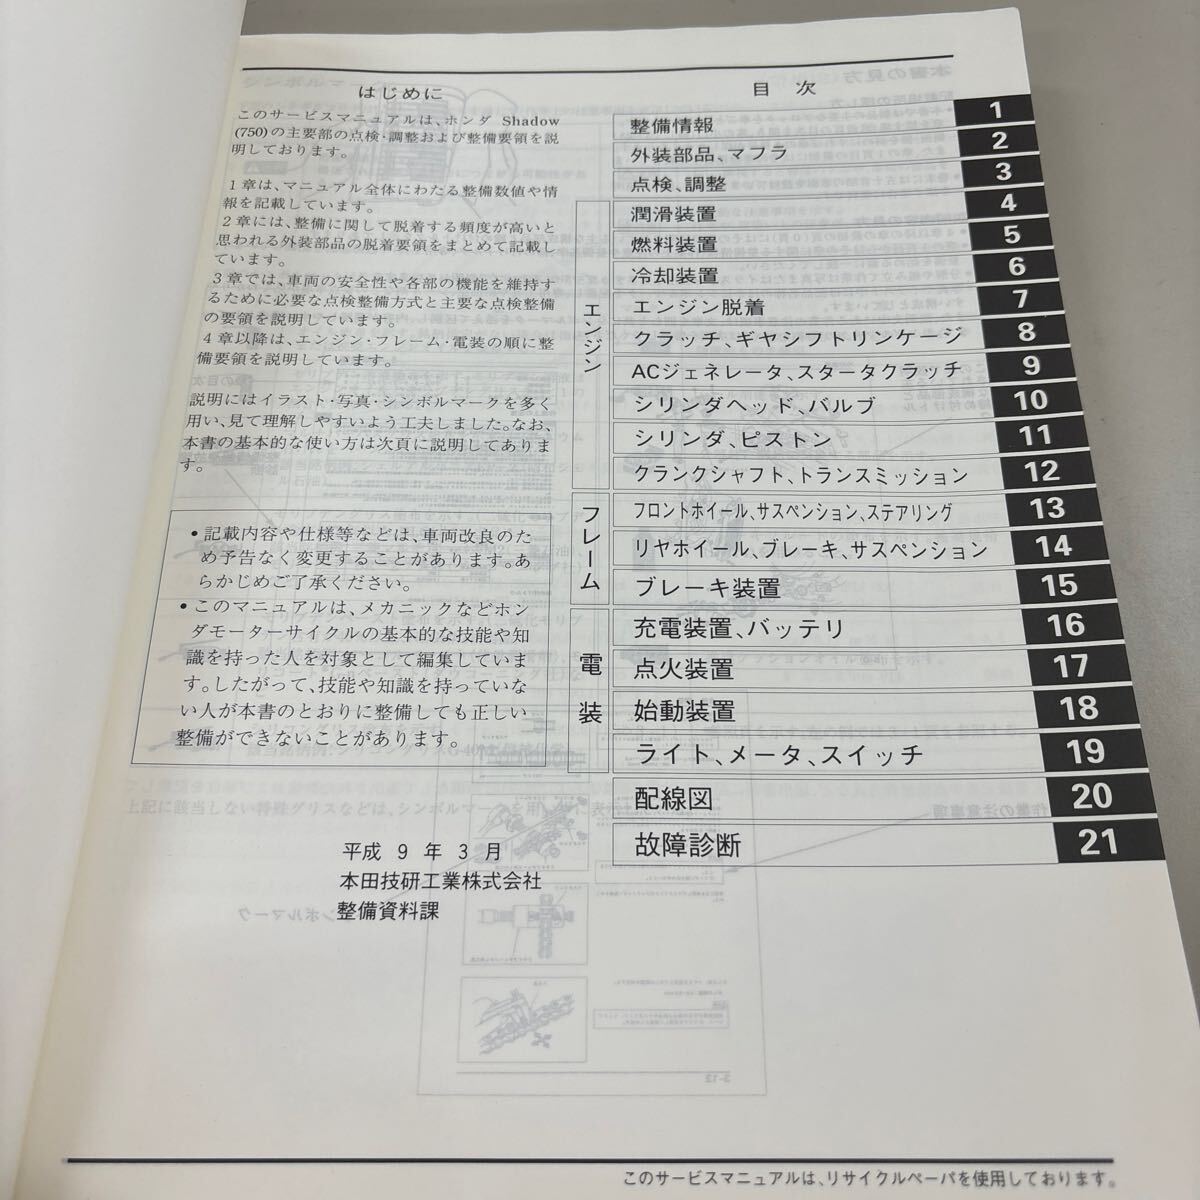 はじめに
このサービスマニュアルは、ホンダ Shadow
(750)の主要部の点検・調整および整備要領を説
明しております。
1章は、マニュアル全体にわたる整備数値や情
報を記載しています。
2章には、整備に関して脱着する頻度が高いと
思われる外装部品の脱着要領をまとめて記載し
ています。
3章では、車両の安全性や各部の機能を維持す
るために必要な点検整備方式と主要な点検整備
の要領を説明しています。
4章以降は、エンジン・フレーム・電装の順に整
備要領を説明しています。
説明にはイラスト・写真・シンボルマークを多く
用い、見て理解しやすいよう工夫しました。なお、
本書の基本的な使い方は次頁に説明してありま
す。
•記載内容や仕様等などは、車両改良のた
め予告なく変更することがあります。あ
らかじめご了承ください。
•このマニュアルは、メカニックなどホン
ダモーターサイクルの基本的な技能や知
識を持った人を対象として編集していま
す。したがって、技能や知識を持っていな
い人が本書のとおりに整備しても正しい
整備ができないことがあります。
平成 9 年 3 月
本田技研工業株式会社
整備資料課
目 次
整備情報 1
外装部品、マフラ 2
点検、調整 3
エンジン
潤滑装置 4
燃料装置 5
冷却装置 6
エンジン脱着 7
クラッチ、ギヤシフトリンケージ 8
ACジェネレータ、スタータクラッチ 9
シリンダヘッド、バルブ 10
シリンダ、ピストン 11
クランクシャフト、トランスミッション 12
フレーム
フロントホイール、サスペンション、ステアリング 13
リヤホイール、ブレーキ、サスペンション 14
ブレーキ装置 15
電装
充電装置、バッテリ 16
点火装置 17
始動装置 18
ライト、メータ、スイッチ 19
配線図 20
故障診断 21
このサービスマニュアルは、リサイクルペーパを使用しております。